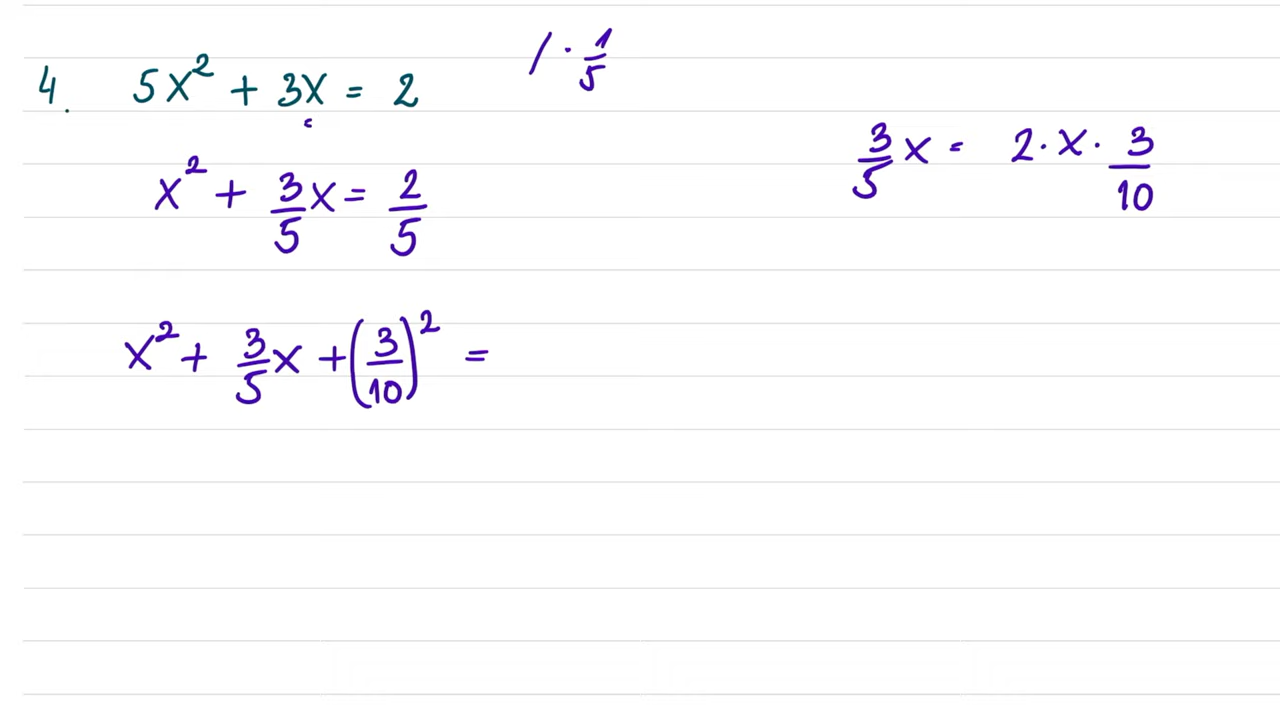 4. 5x² + 3x = 2 / · 1/5
3/5 x = 2 · x · 3/10
x² + 3/5 x = 2/5
x² + 3/5 x + (3/10)² =